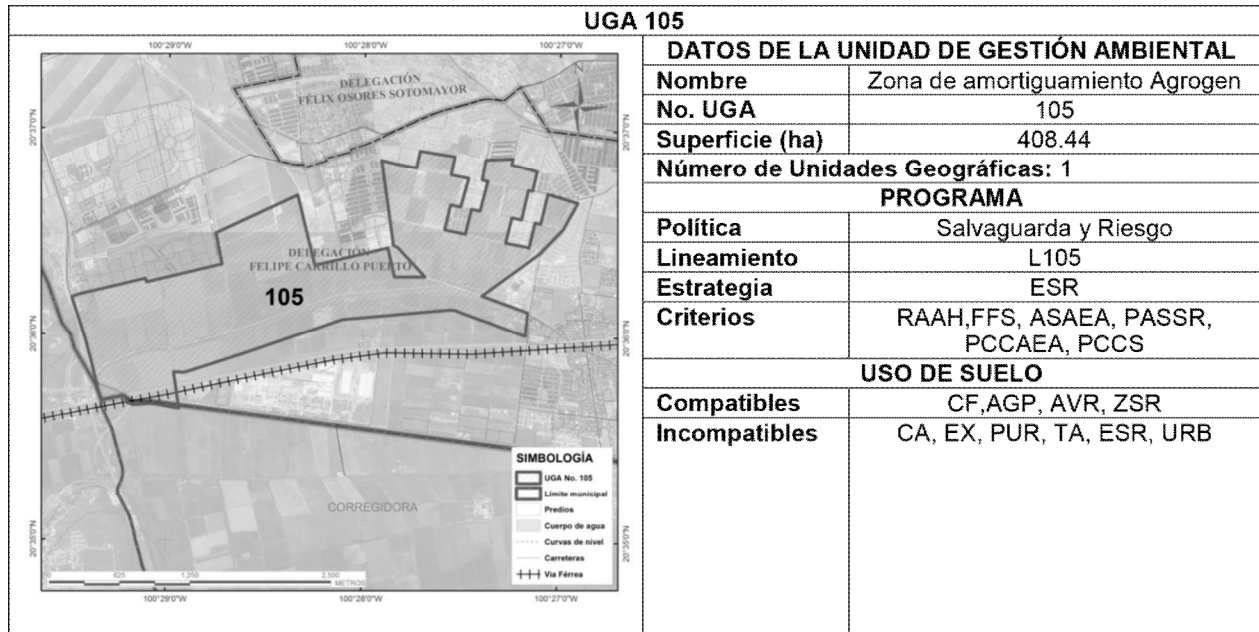 UGA 105
100°29'0"W 100°28'0"W 100°27'0"W
DELEGACIÓN
FÉLIX OSORES SOTOMAYOR
20°37'0"N
20°37'0"N
DELEGACIÓN
FELIPE CARRILLO PUERTO
105
20°36'0"N
20°36'0"N
CORREGIDORA
20°35'0"N
20°35'0"N
SIMBOLOGÍA
UGA No. 105
Límite municipal
Predios
Cuerpo de agua
Curvas de nivel
Carreteras
Vía Férrea
0 625 1,250 2,500
METROS
100°29'0"W 100°28'0"W 100°27'0"W
DATOS DE LA UNIDAD DE GESTIÓN AMBIENTAL
Nombre Zona de amortiguamiento Agrogen
No. UGA 105
Superficie (ha) 408.44
Número de Unidades Geográficas: 1
PROGRAMA
Política Salvaguarda y Riesgo
Lineamiento L105
Estrategia ESR
Criterios RAAH,FFS, ASAEA, PASSR,
PCCAEA, PCCS
USO DE SUELO
Compatibles CF,AGP, AVR, ZSR
Incompatibles CA, EX, PUR, TA, ESR, URB